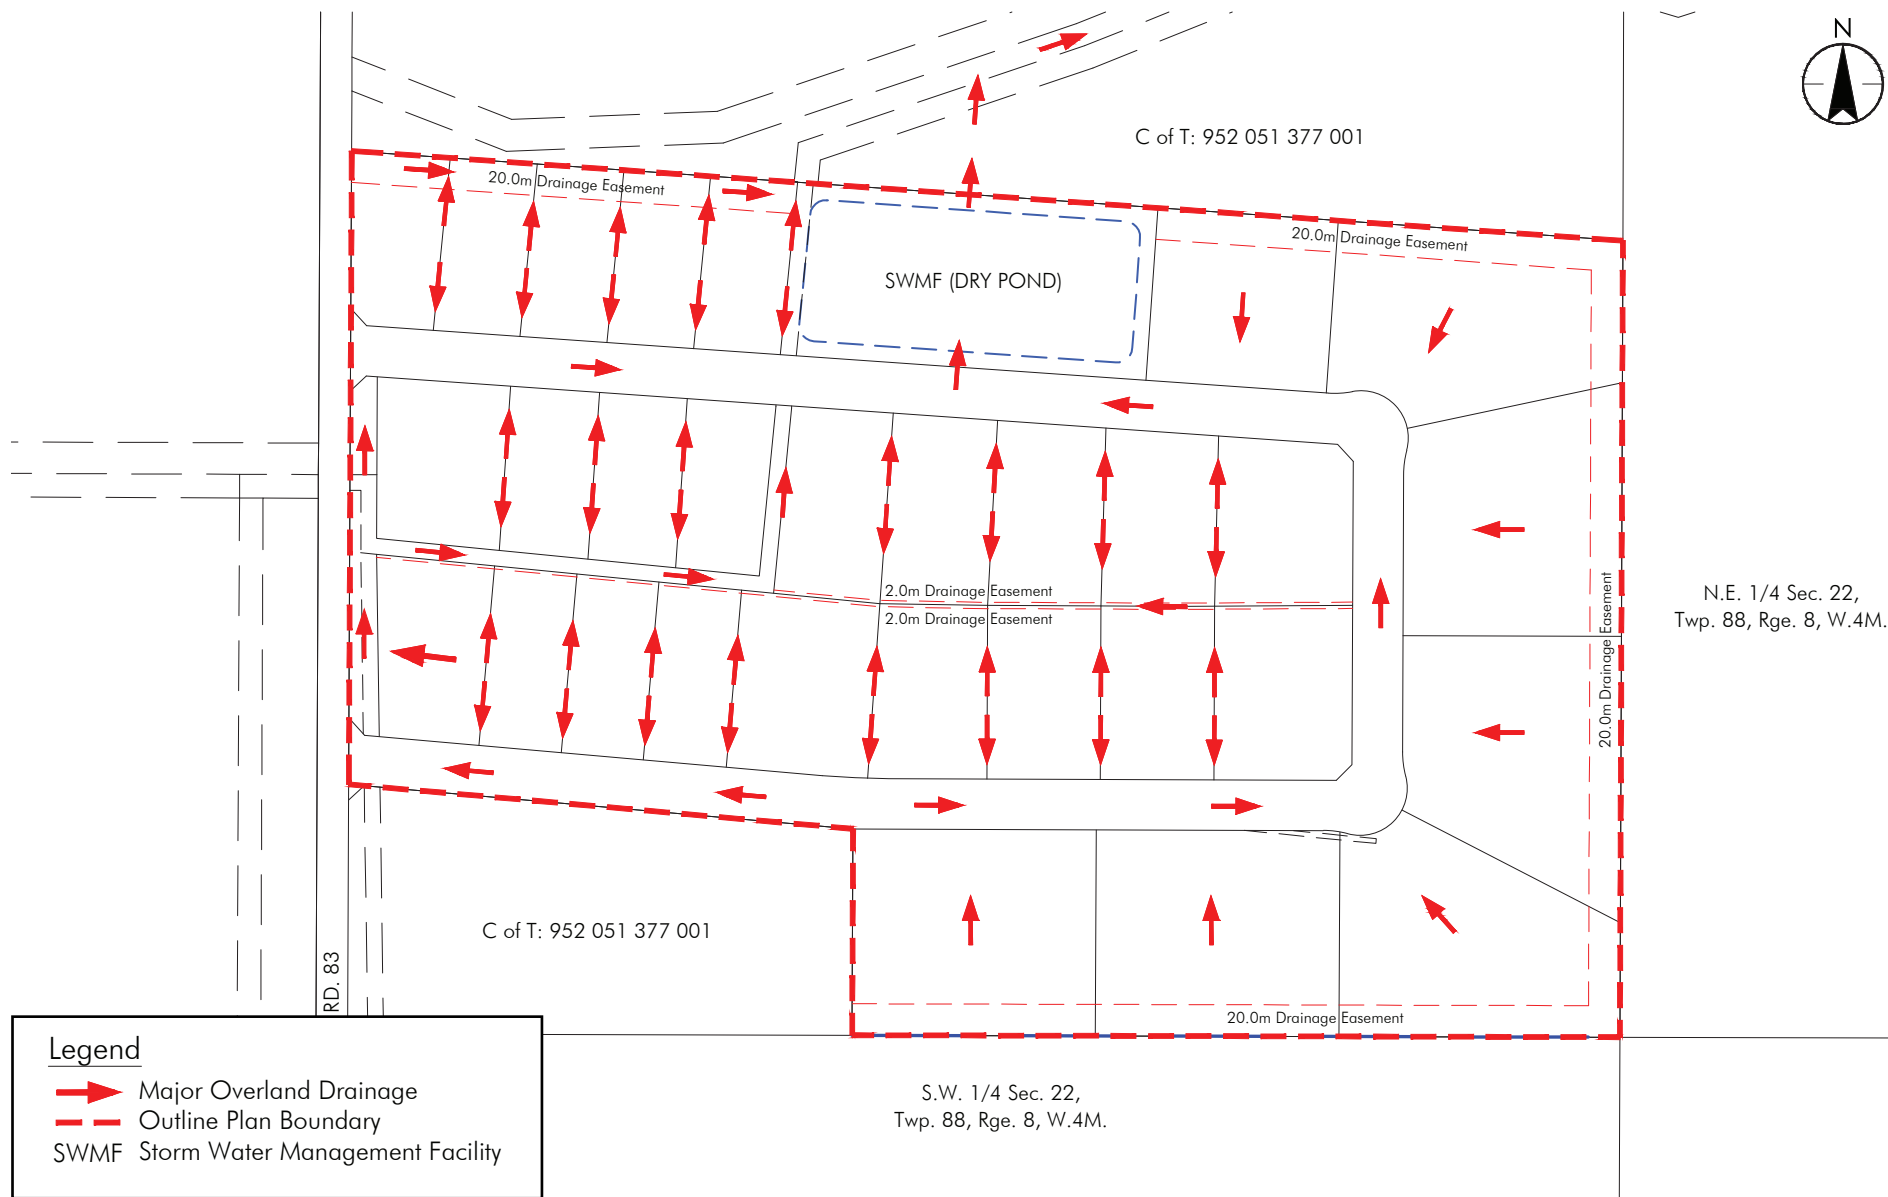 N
C of T: 952 051 377 001
20.0m Drainage Easement
20.0m Drainage Easement
SWMF (DRY POND)
2.0m Drainage Easement
2.0m Drainage Easement
20.0m Drainage Easement
N.E. 1/4 Sec. 22,
Twp. 88, Rge. 8, W.4M.
C of T: 952 051 377 001
RD. 83
20.0m Drainage Easement
S.W. 1/4 Sec. 22,
Twp. 88, Rge. 8, W.4M.
Legend
Major Overland Drainage
Outline Plan Boundary
SWMF Storm Water Management Facility